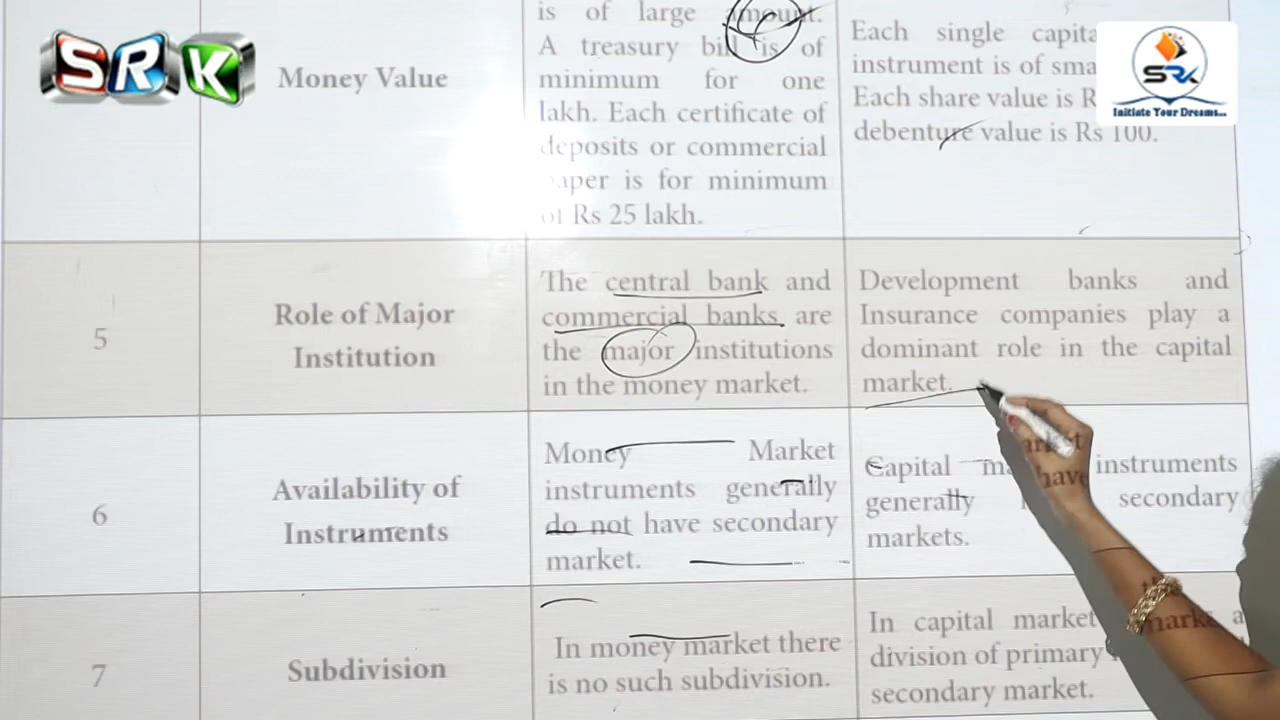 SRK
SRK
Initiate Your Dreams...
Money Value
is of large amount.
A treasury bill is of
minimum for one
lakh. Each certificate of
deposits or commercial
paper is for minimum
of Rs 25 lakh.
Each single
instrument is of
Each share value is
debenture value is Rs 100.
5
Role of Major
Institution
The central bank and
commercial banks are
the major institutions
in the money market.
Development banks and
Insurance companies play a
dominant role in the capital
market.
6
Availability of
Instruments
Money Market
instruments generally
do not have secondary
market.
Capital market instruments
generally have secondary
markets.
7
Subdivision
In money market there
is no such subdivision.
In capital market
division of primary
secondary market.